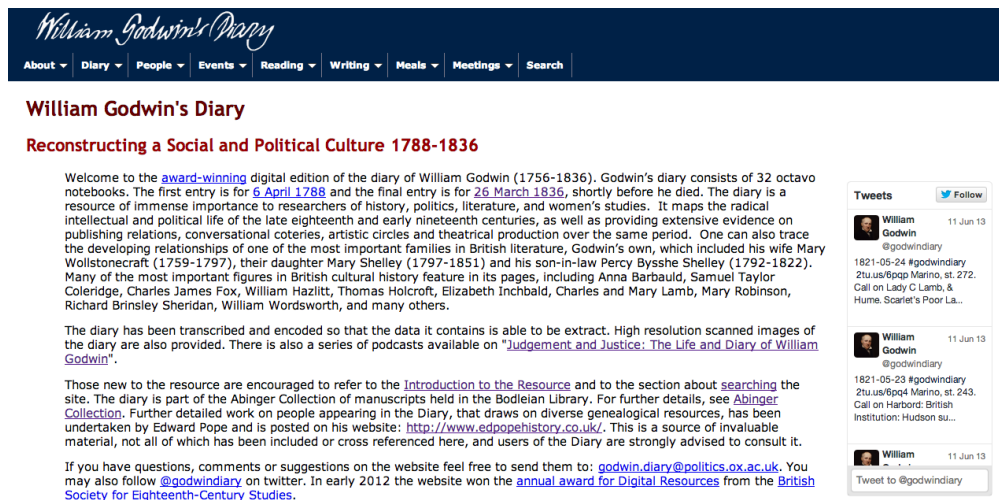 William Godwin's Diary
About Diary People Events Reading Writing Meals Meetings Search
William Godwin's Diary
Reconstructing a Social and Political Culture 1788-1836
Welcome to the award-winning digital edition of the diary of William Godwin (1756-1836). Godwin's diary consists of 32 octavo
notebooks. The first entry is for 6 April 1788 and the final entry is for 26 March 1836, shortly before he died. The diary is a
resource of immense importance to researchers of history, politics, literature, and women's studies. It maps the radical
intellectual and political life of the late eighteenth and early nineteenth centuries, as well as providing extensive evidence on
publishing relations, conversational coteries, artistic circles and theatrical production over the same period. One can also trace
the developing relationships of one of the most important families in British literature, Godwin's own, which included his wife Mary
Wollstonecraft (1759-1797), their daughter Mary Shelley (1797-1851) and his son-in-law Percy Bysshe Shelley (1792-1822).
Many of the most important figures in British cultural history feature in its pages, including Anna Barbauld, Samuel Taylor
Coleridge, Charles James Fox, William Hazlitt, Thomas Holcroft, Elizabeth Inchbald, Charles and Mary Lamb, Mary Robinson,
Richard Brinsley Sheridan, William Wordsworth, and many others.
The diary has been transcribed and encoded so that the data it contains is able to be extract. High resolution scanned images of
the diary are also provided. There is also a series of podcasts available on "Judgement and Justice: The Life and Diary of William
Godwin".
Those new to the resource are encouraged to refer to the Introduction to the Resource and to the section about searching the
site. The diary is part of the Abinger Collection of manuscripts held in the Bodleian Library. For further details, see Abinger
Collection. Further detailed work on people appearing in the Diary, that draws on diverse genealogical resources, has been
undertaken by Edward Pope and is posted on his website: http://www.edpopehistory.co.uk/. This is a source of invaluable
material, not all of which has been included or cross referenced here, and users of the Diary are strongly advised to consult it.
If you have questions, comments or suggestions on the website feel free to send them to: godwin.diary@politics.ox.ac.uk. You
may also follow @godwindiary on twitter. In early 2012 the website won the annual award for Digital Resources from the British
Society for Eighteenth-Century Studies.
Tweets Follow
William 11 Jun 13
Godwin
@godwindiary
1821-05-24 #godwindiary
2tu.us/6pqp Marino, st. 272.
Call on Lady C Lamb, &
Hume. Scarlet's Poor La...
William 11 Jun 13
Godwin
@godwindiary
1821-05-23 #godwindiary
2tu.us/6pq4 Marino, st. 243.
Call on Harbord: British
Institution: Hudson su...
William 11 Jun 13
Tweet to @godwindiary